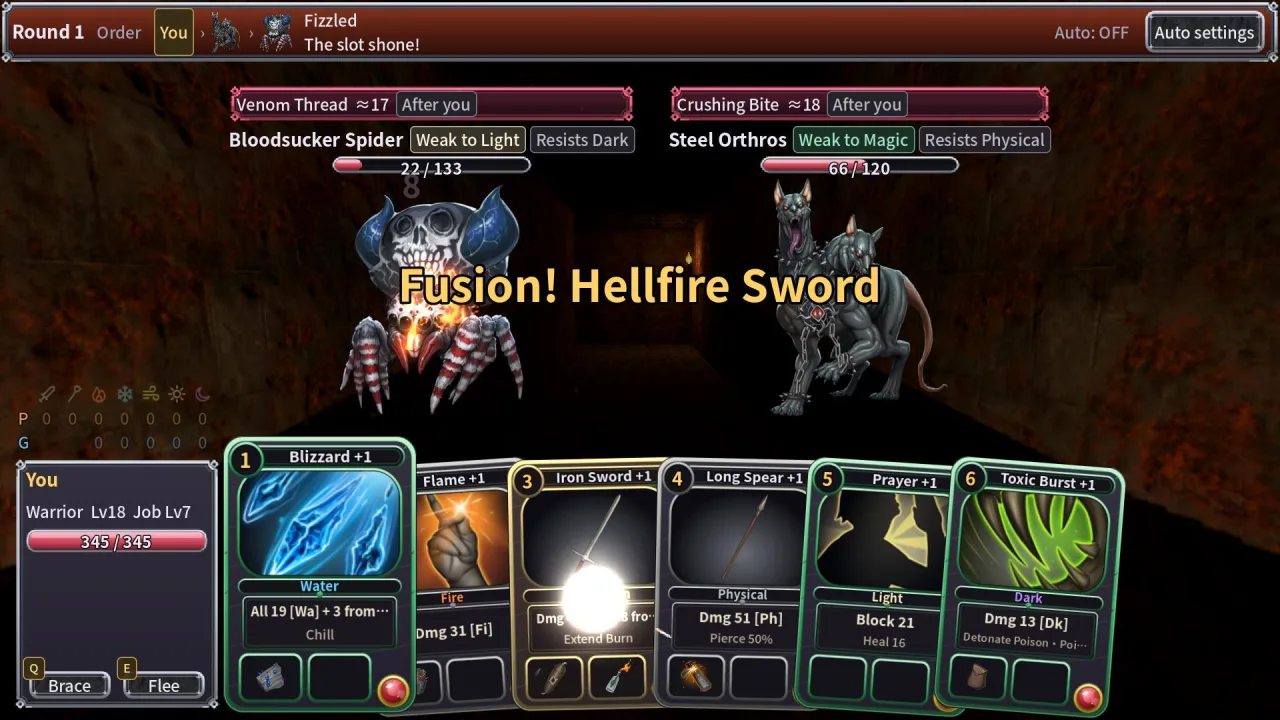 Round 1 Order You
Fizzled
The slot shone!
Auto: OFF Auto settings
Venom Thread ≈17 After you
Crushing Bite ≈18 After you
Bloodsucker Spider Weak to Light Resists Dark
Steel Orthros Weak to Magic Resists Physical
22 / 133
66 / 120
8
Fusion! Hellfire Sword
P 0 0 0 0 0 0 0
G 0 0 0 0 0
You
Warrior Lv18 Job Lv7
345 / 345
Q
Brace
E
Flee
1 Blizzard +1
Water
All 19 [Wa] + 3 from…
Chill
Flame +1
Fire
Dmg 31 [Fi]
3 Iron Sword +1
Extend Burn
4 Long Spear +1
Physical
Dmg 51 [Ph]
Pierce 50%
5 Prayer +1
Light
Block 21
Heal 16
6 Toxic Burst +1
Dark
Dmg 13 [Dk]
Detonate Poison・Poi…